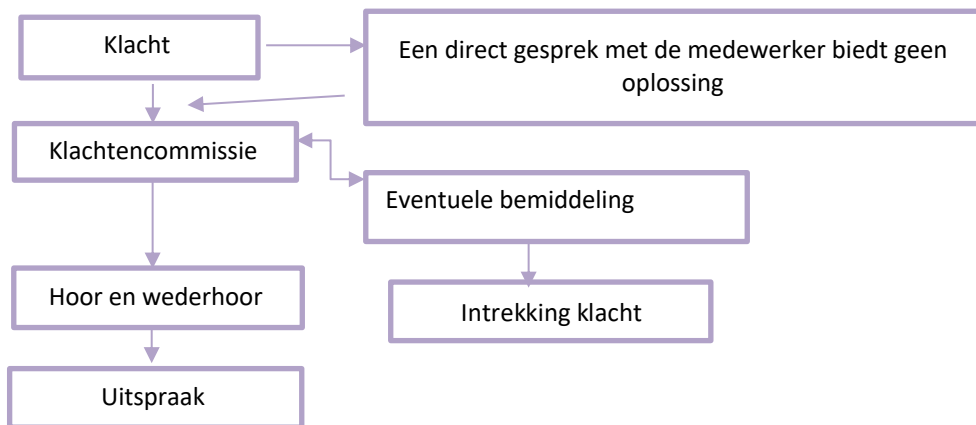 Klacht
Een direct gesprek met de medewerker biedt geen
oplossing
Klachtencommissie
Eventuele bemiddeling
Hoor en wederhoor
Intrekking klacht
Uitspraak